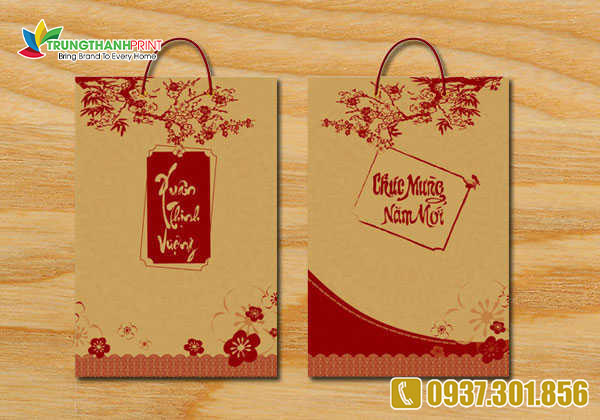 TRUNGTHANHPRINT
Bring Brand To Every Home
Xuân
Thịnh
Vượng
Chúc Mừng
Năm Mới
0937.301.856